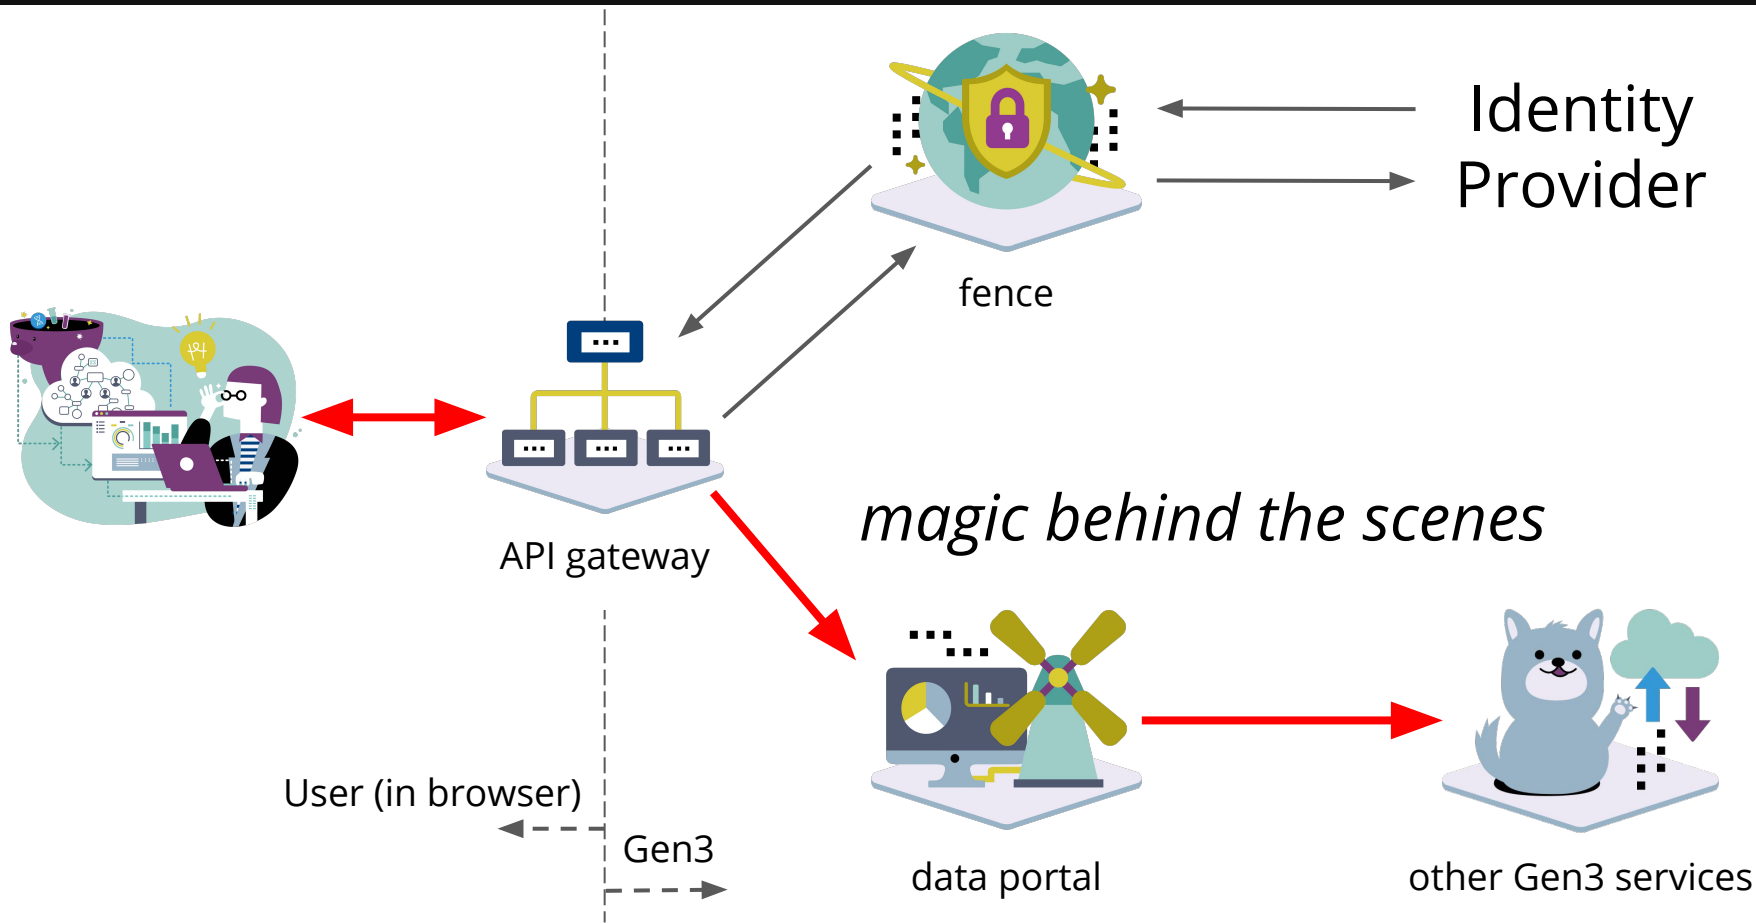 Identity
Provider
fence
API gateway
magic behind the scenes
User (in browser)
Gen3
data portal
other Gen3 services